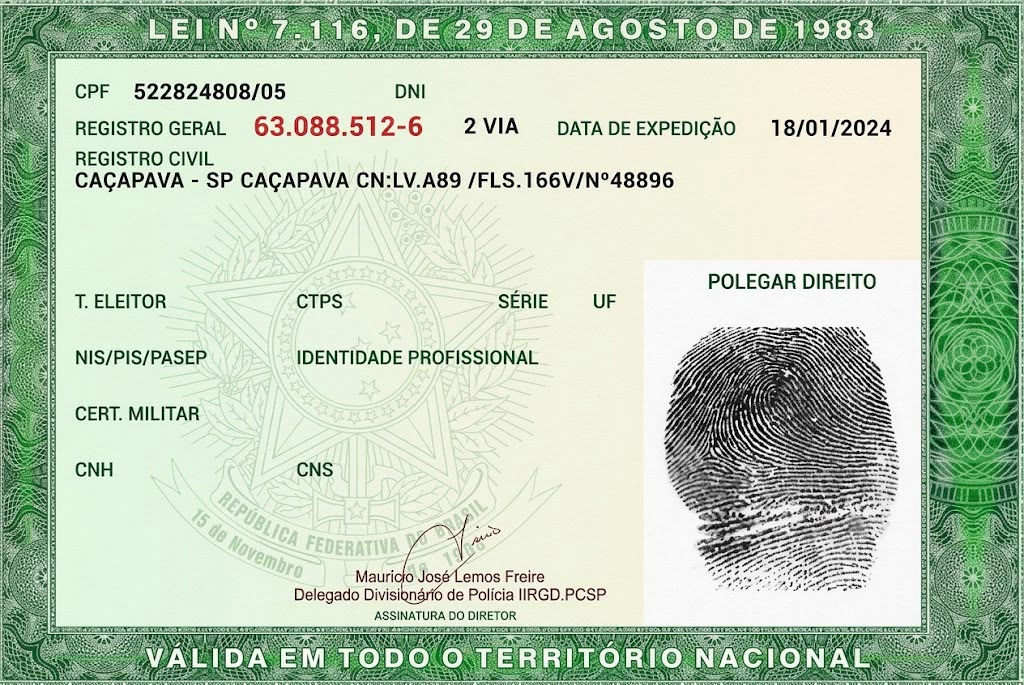 LEI Nº 7.116, DE 29 DE AGOSTO DE 1983
CPF 522824808/05 DNI
REGISTRO GERAL 63.088.512-6 2 VIA DATA DE EXPEDIÇÃO 18/01/2024
REGISTRO CIVIL
CAÇAPAVA - SP CAÇAPAVA CN:LV.A89 /FLS.166V/Nº48896
POLEGAR DIREITO
T. ELEITOR CTPS SÉRIE UF
NIS/PIS/PASEP IDENTIDADE PROFISSIONAL
CERT. MILITAR
CNH CNS
REPÚBLICA FEDERATIVA DO BRASIL
15 de Novembro de
Mauricio José Lemos Freire
Delegado Divisionário de Polícia IIRGD.PCSP
ASSINATURA DO DIRETOR
VÁLIDA EM TODO O TERRITÓRIO NACIONAL